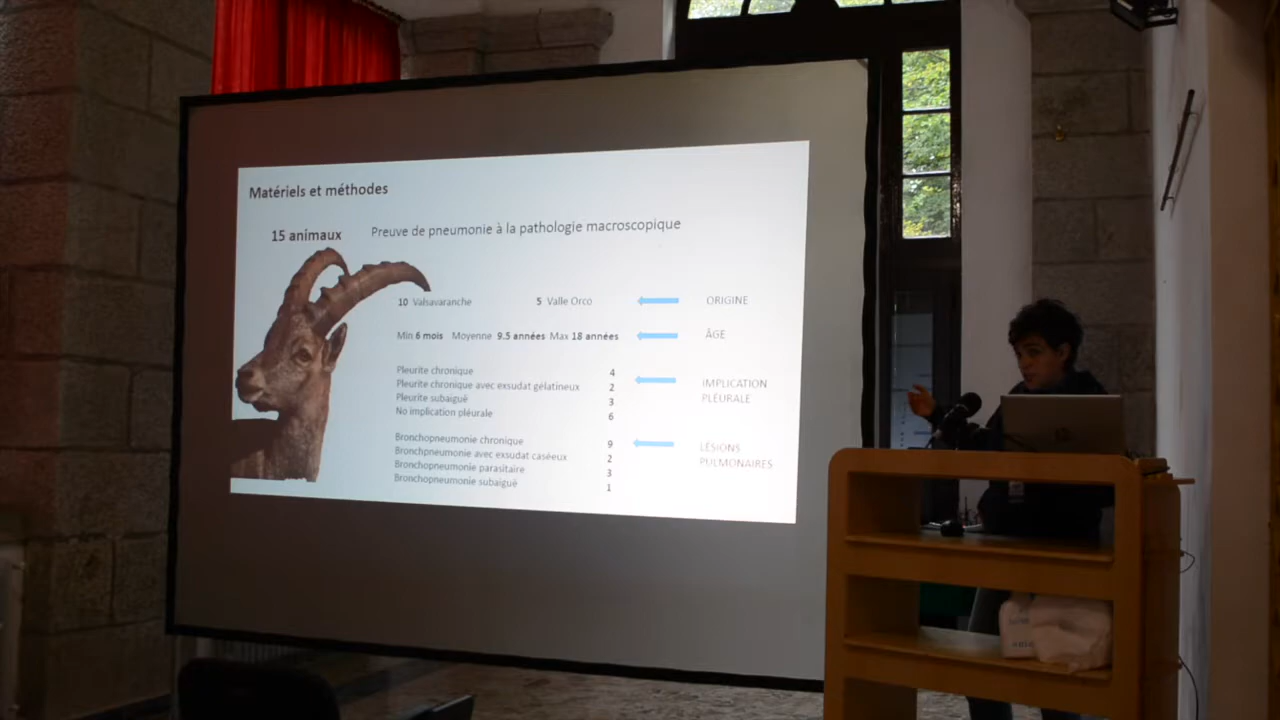 Matériels et méthodes
15 animaux Preuve de pneumonie à la pathologie macroscopique
10 Valsavaranche 5 Valle Orco ORIGINE
Min 6 mois Moyenne 9.5 années Max 18 années ÂGE
Pleurite chronique 4
Pleurite chronique avec exsudat gélatineux 2
Pleurite subaiguë 3
No implication pléurale 6
IMPLICATION
PLÉURALE
Bronchopneumonie chronique 9
Bronchpneumonie avec exsudat caséeux 2
Bronchopneumonie parasitaire 3
Bronchopneumonie subaiguë 1
LÉSIONS
PULMONAIRES